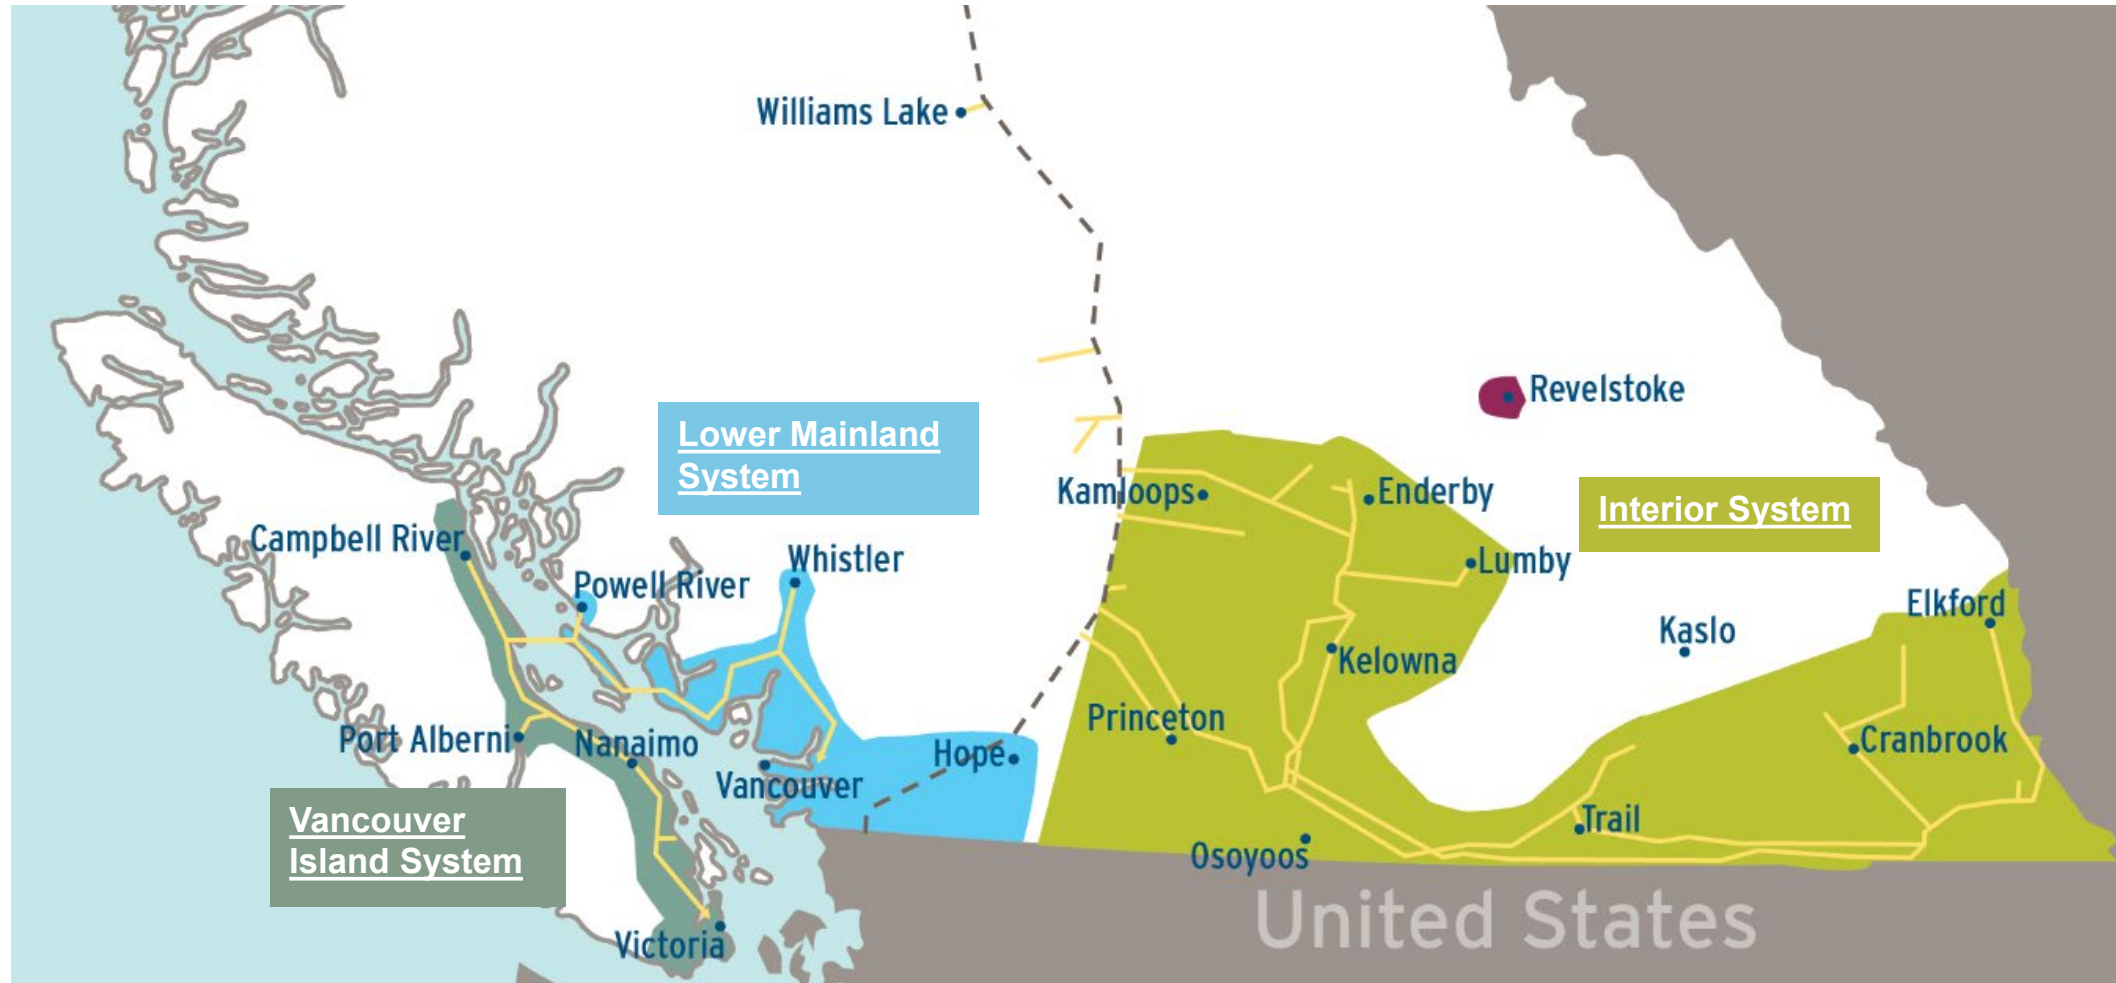 Williams Lake
Revelstoke
Lower Mainland
System
Kamloops
Enderby
Interior System
Campbell River
Whistler
Lumby
Powell River
Elkford
Kaslo
Kelowna
Princeton
Port Alberni
Nanaimo
Hope
Cranbrook
Vancouver
Vancouver
Island System
Trail
Osoyoos
United States
Victoria